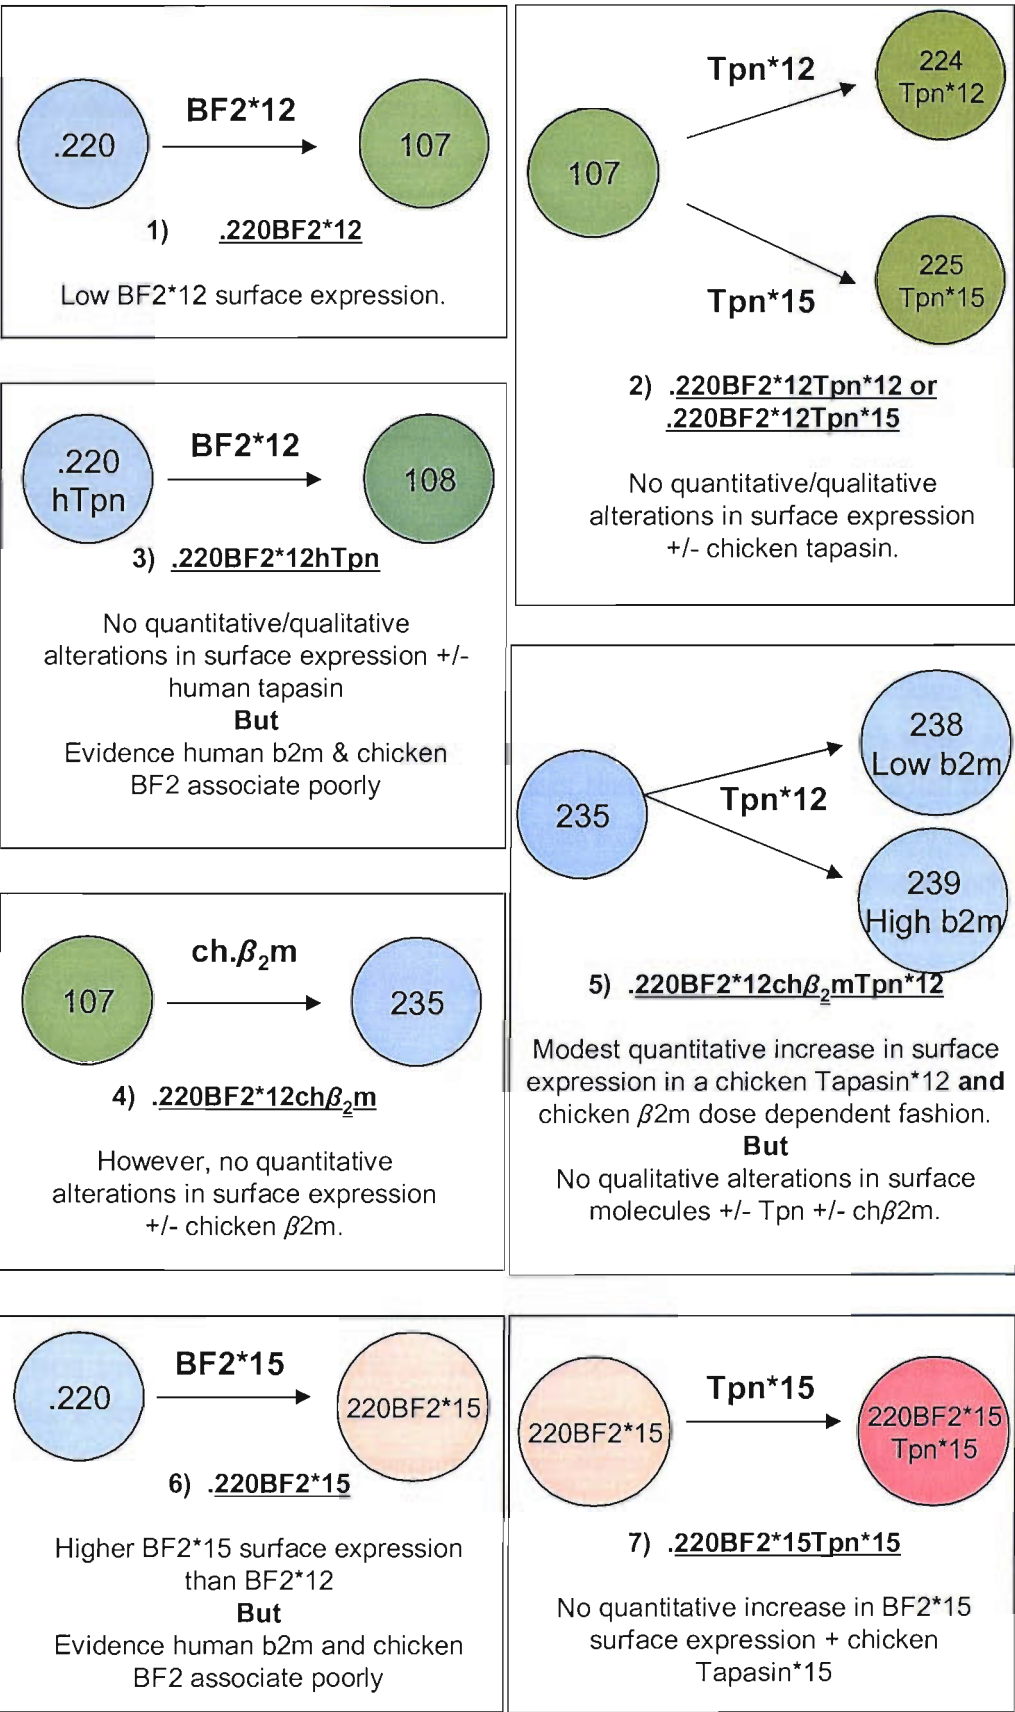 .220
BF2*12
107
1) .220BF2*12
Low BF2*12 surface expression.
107
Tpn*12
224
Tpn*12
Tpn*15
225
Tpn*15
2) .220BF2*12Tpn*12 or
.220BF2*12Tpn*15
No quantitative/qualitative
alterations in surface expression
+/- chicken tapasin.
.220
hTpn
BF2*12
108
3) .220BF2*12hTpn
No quantitative/qualitative
alterations in surface expression +/-
human tapasin
But
Evidence human b2m & chicken
BF2 associate poorly
107
ch.β₂m
235
4) .220BF2*12chβ₂m
However, no quantitative
alterations in surface expression
+/- chicken β2m.
235
Tpn*12
238
Low b2m
239
High b2m
5) .220BF2*12chβ₂mTpn*12
Modest quantitative increase in surface
expression in a chicken Tapasin*12 and
chicken β2m dose dependent fashion.
But
No qualitative alterations in surface
molecules +/- Tpn +/- chβ2m.
.220
BF2*15
220BF2*15
6) .220BF2*15
Higher BF2*15 surface expression
than BF2*12
But
Evidence human b2m and chicken
BF2 associate poorly
220BF2*15
Tpn*15
220BF2*15
Tpn*15
7) .220BF2*15Tpn*15
No quantitative increase in BF2*15
surface expression + chicken
Tapasin*15